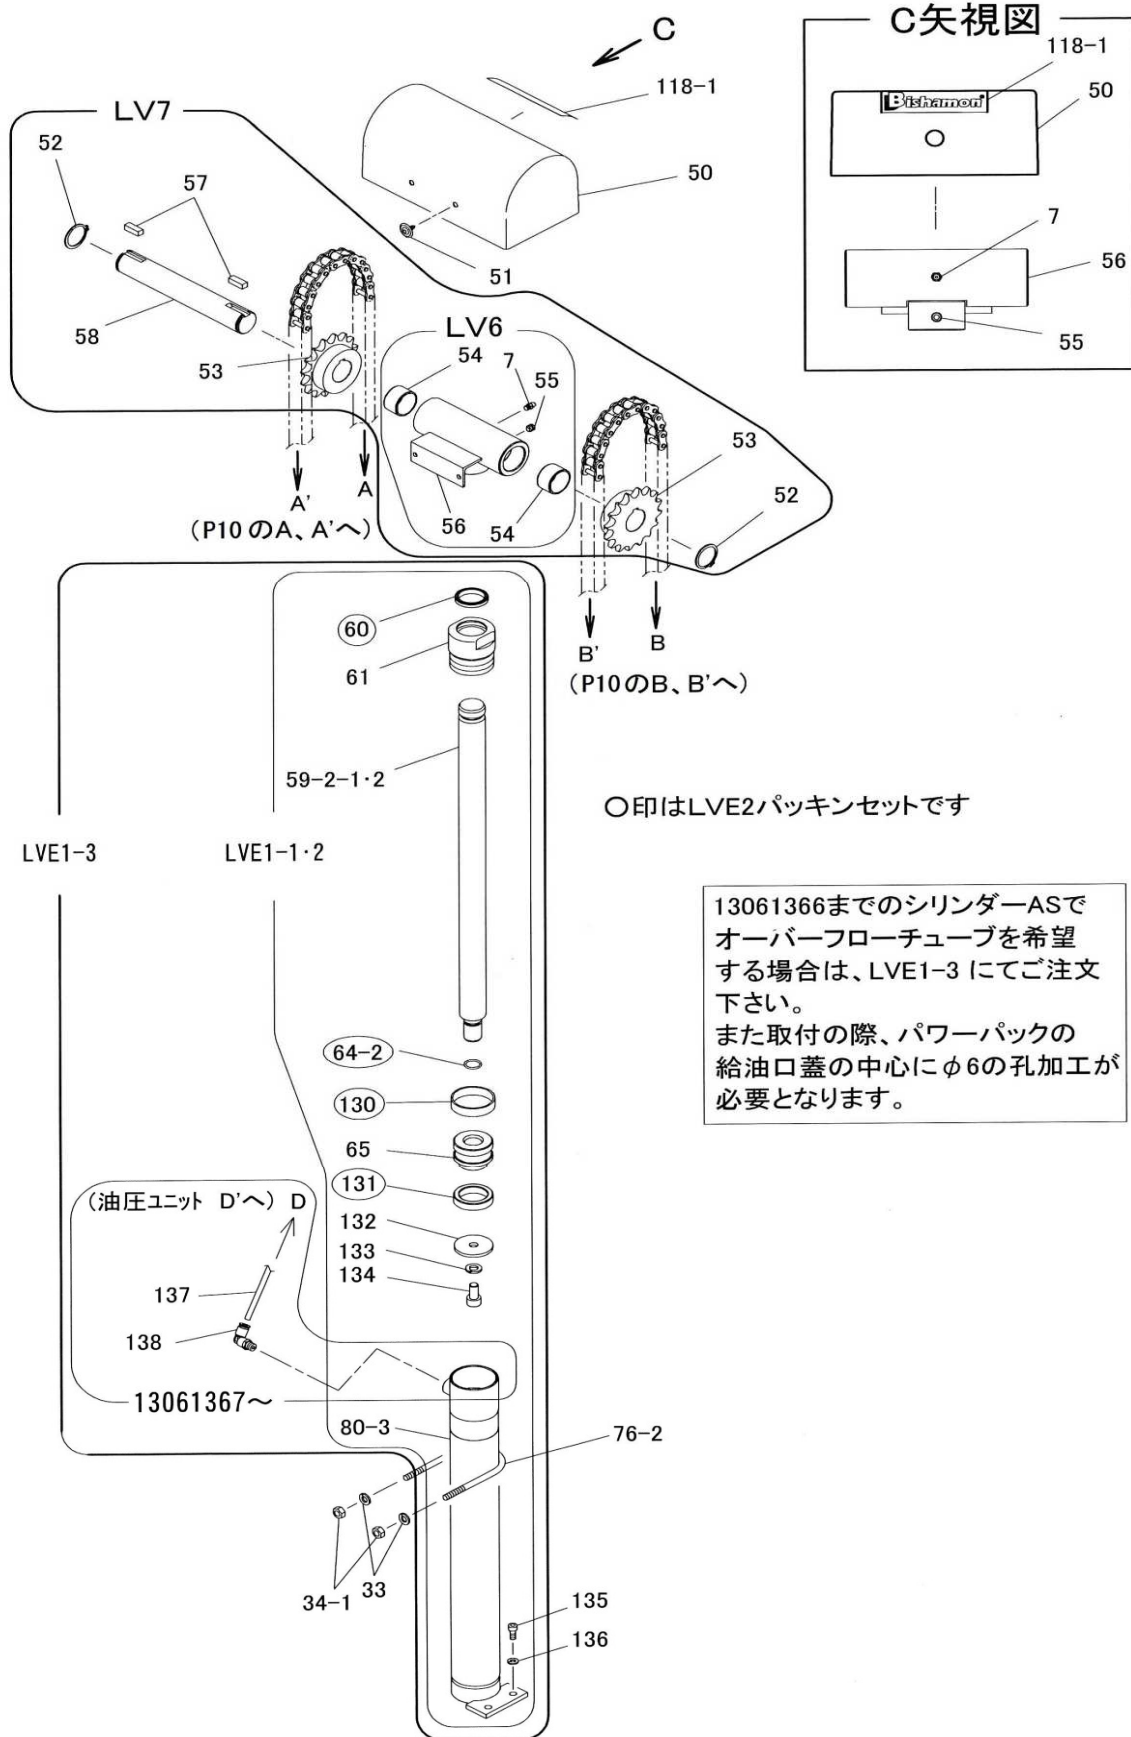 C
118-1
C矢視図
118-1
Bishamon
50
7
56
55
LV7
52
57
50
51
58
53
LV6
54
7
55
56
54
53
52
A'
A
(P10のA、A'へ)
B'
B
(P10のB、B'へ)
60
61
59-2-1・2
LVE1-3
LVE1-1・2
○印はLVE2パッキンセットです
13061366までのシリンダーASで
オーバーフローチューブを希望
する場合は、LVE1-3 にてご注文
下さい。
また取付の際、パワーパックの
給油口蓋の中心にφ6の孔加工が
必要となります。
64-2
130
65
131
(油圧ユニット D'へ) D
132
133
134
137
138
13061367～
80-3
76-2
34-1
33
135
136